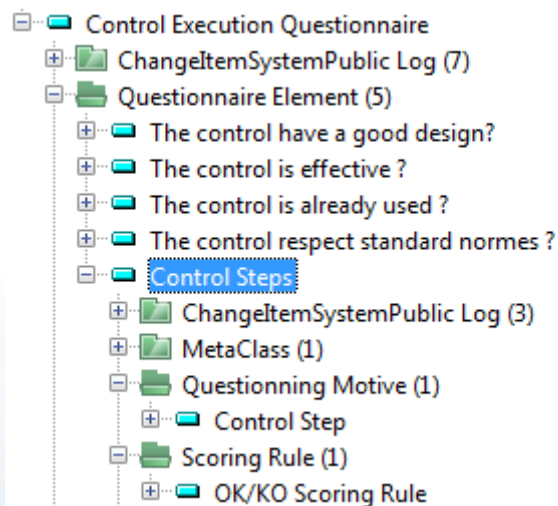 Control Execution Questionnaire
ChangeItemSystemPublic Log (7)
Questionnaire Element (5)
The control have a good design?
The control is effective ?
The control is already used ?
The control respect standard normes ?
Control Steps
ChangeItemSystemPublic Log (3)
MetaClass (1)
Questionning Motive (1)
Control Step
Scoring Rule (1)
OK/KO Scoring Rule